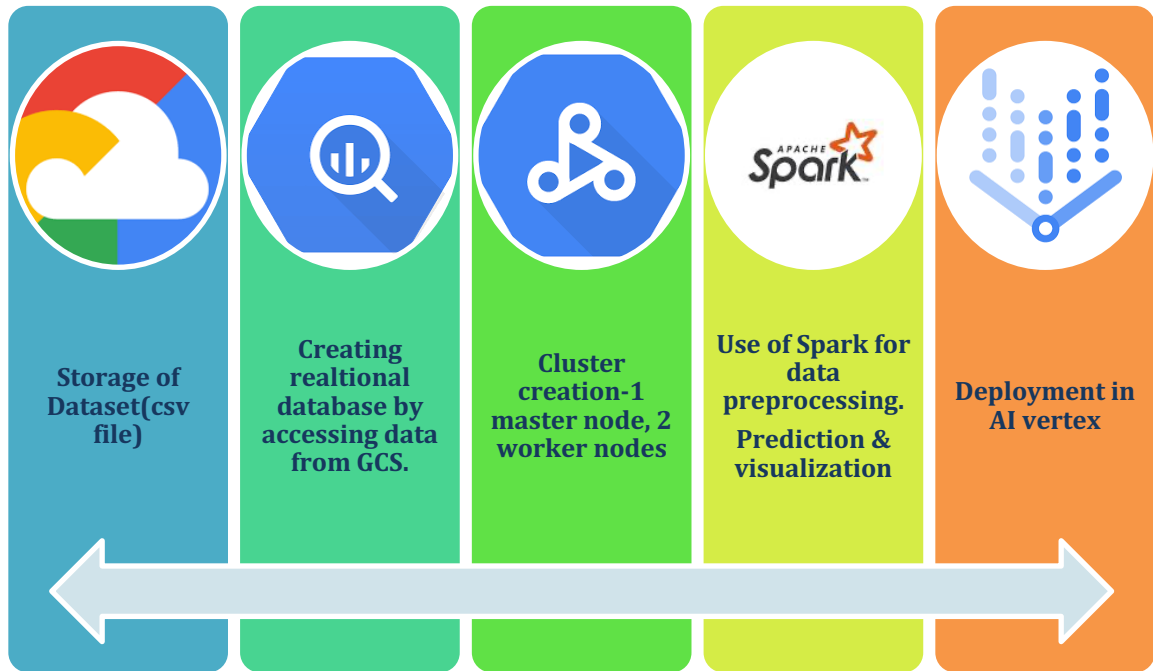 Storage of
Dataset(csv
file)
Creating
realtional
database by
accessing data
from GCS.
Cluster
creation-1
master node, 2
worker nodes
APACHE
Spark™
Use of Spark for
data
preprocessing.
Prediction &
visualization
Deployment in
AI vertex